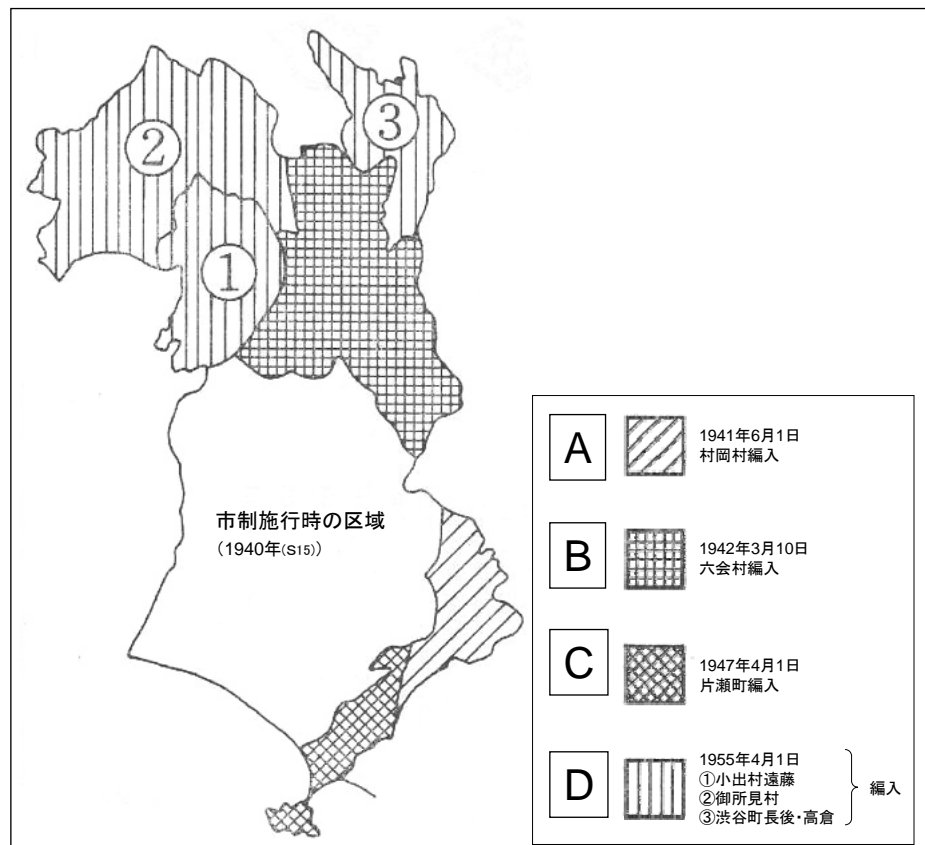 ③
②
①
市制施行時の区域
（1940年(S15)）
A
1941年6月1日
村岡村編入
B
1942年3月10日
六会村編入
C
1947年4月1日
片瀬町編入
D
1955年4月1日
①小出村遠藤
②御所見村
③渋谷町長後・高倉
編入